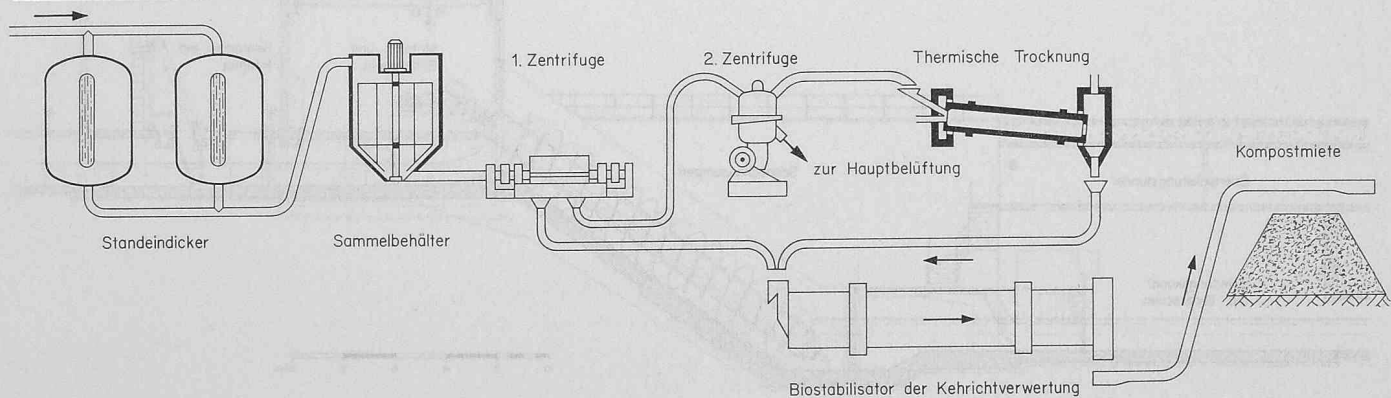 1. Zentrifuge
2. Zentrifuge
Thermische Trocknung
zur Hauptbelüftung
Kompostmiete
Standeindicker
Sammelbehälter
Biostabilisator der Kehrichtverwertung